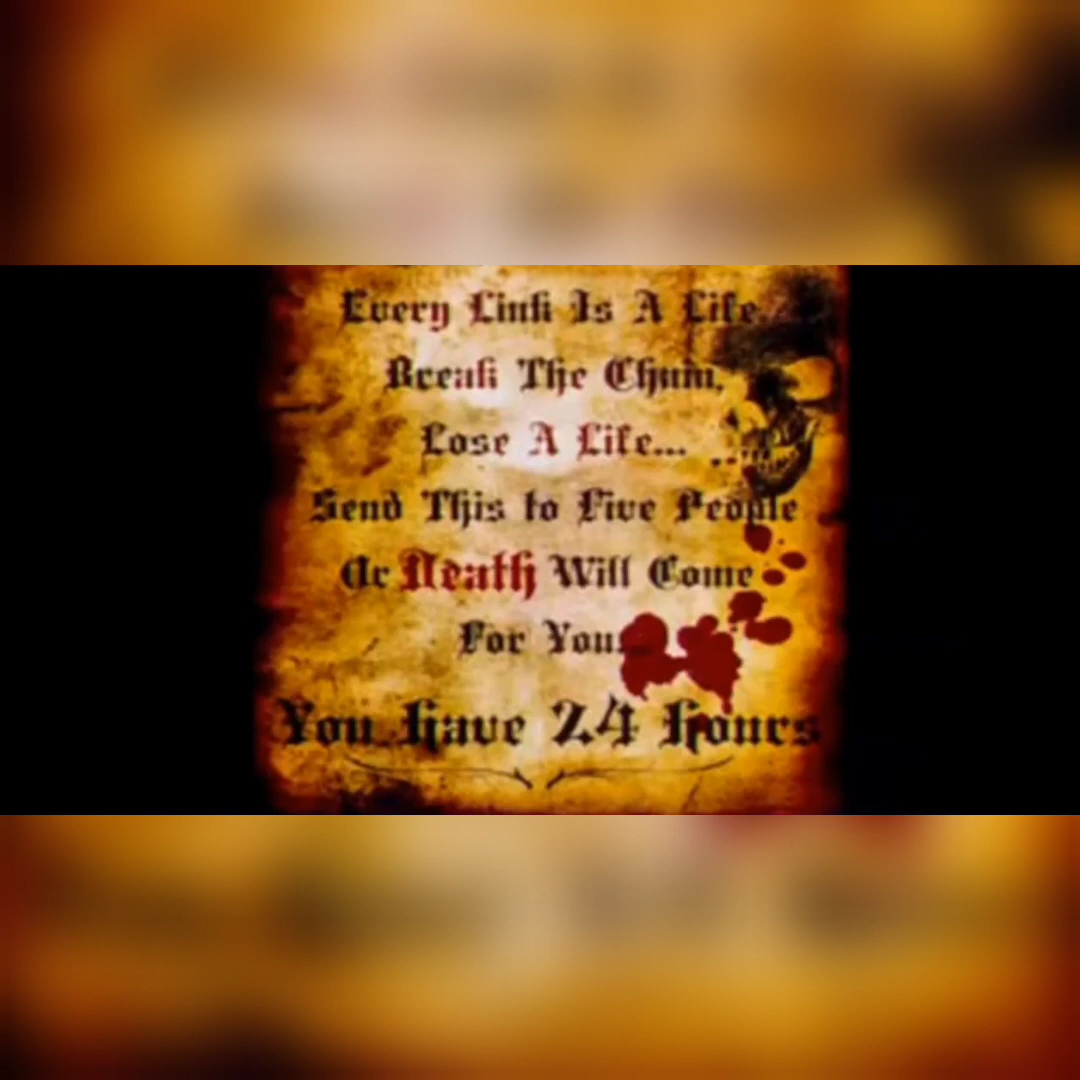 Every Link Is A Life.
Break The Chain,
Lose A Life...
Send This to Five People
Or Death Will Come
For You.
You have 24 hours